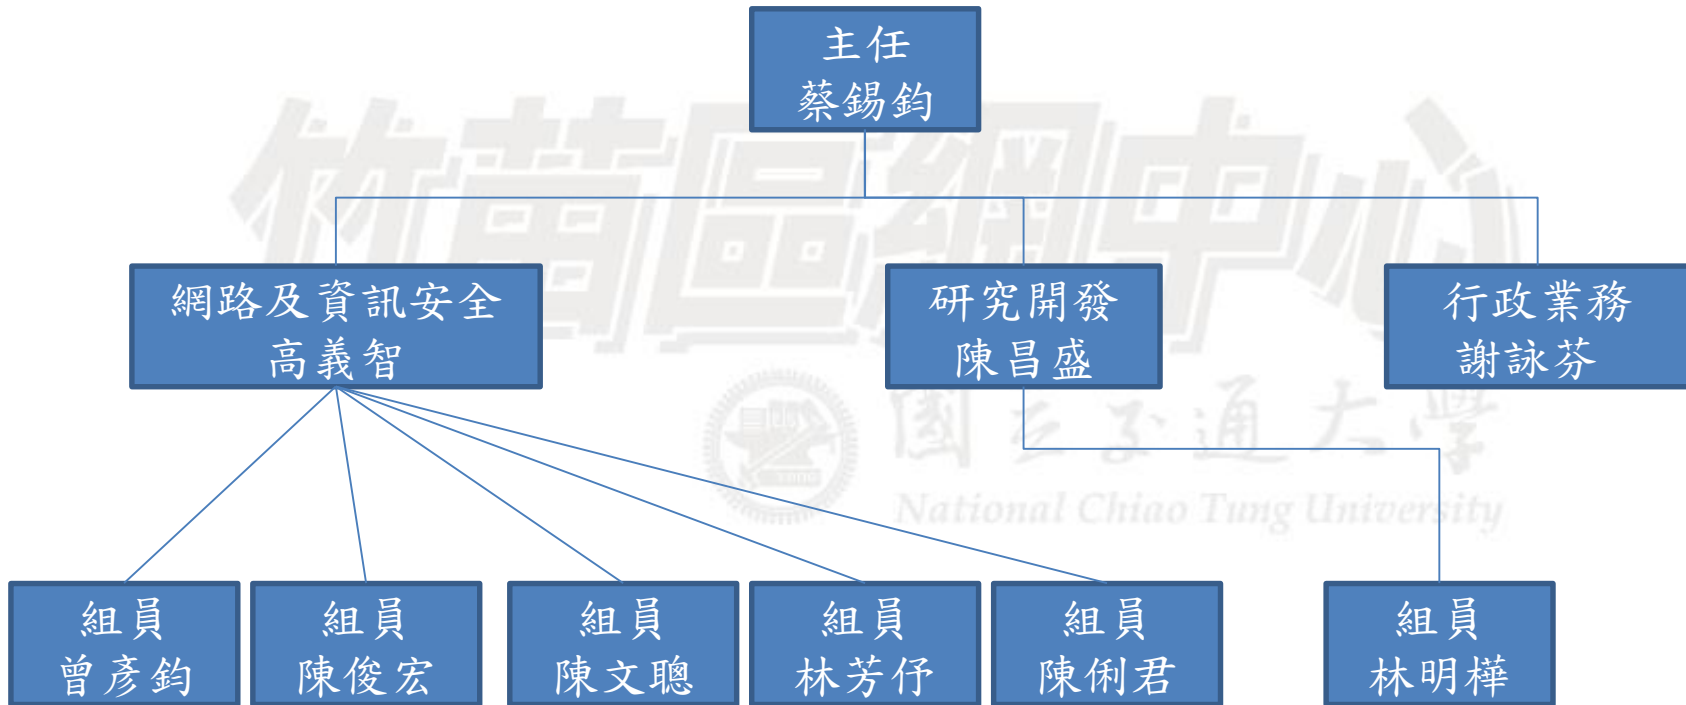 主任
蔡錫鈞
竹苗區網中心
網路及資訊安全
高義智
研究開發
陳昌盛
行政業務
謝詠芬
國立交通大學
National Chiao Tung University
組員
曾彥鈞
組員
陳俊宏
組員
陳文聰
組員
林芳伃
組員
陳俐君
組員
林明樺